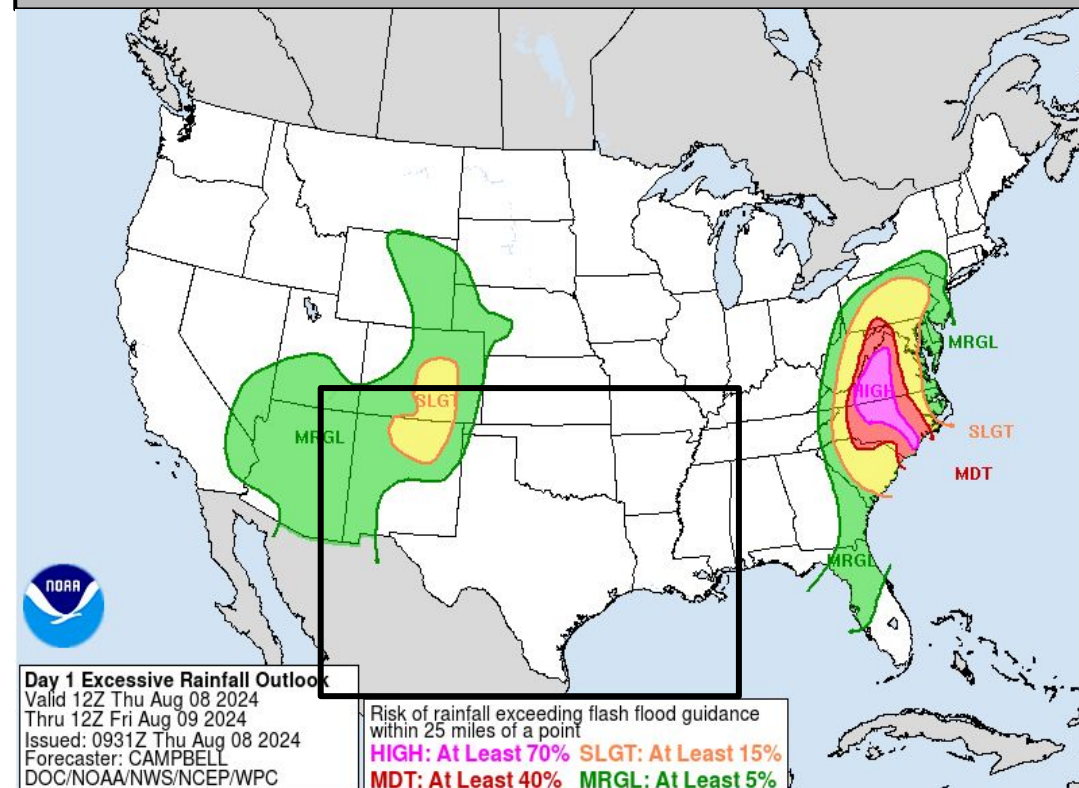 MRGL
SLGT
HIGH
SLGT
MRGL
MDT
MRGL
NOAA
Day 1 Excessive Rainfall Outlook
Valid 12Z Thu Aug 08 2024
Thru 12Z Fri Aug 09 2024
Issued: 0931Z Thu Aug 08 2024
Forecaster: CAMPBELL
DOC/NOAA/NWS/NCEP/WPC
Risk of rainfall exceeding flash flood guidance
within 25 miles of a point
HIGH: At Least 70% SLGT: At Least 15%
MDT: At Least 40% MRGL: At Least 5%